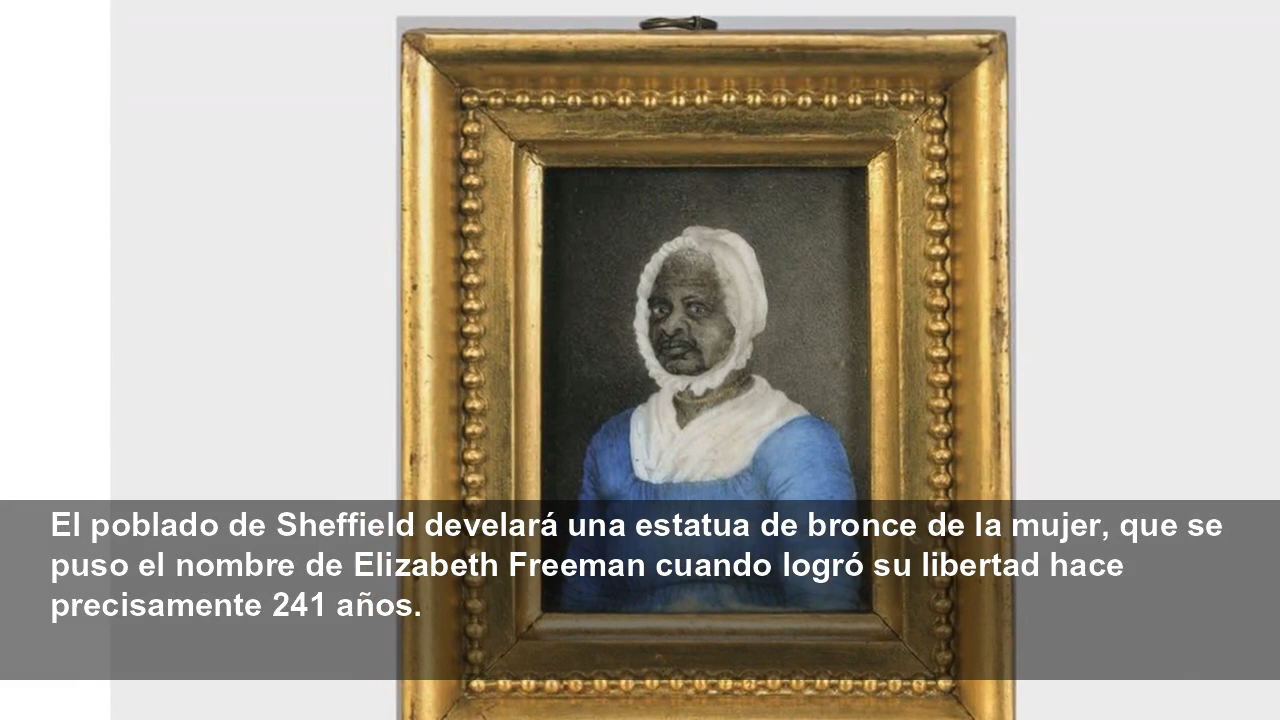 El poblado de Sheffield develará una estatua de bronce de la mujer, que se
puso el nombre de Elizabeth Freeman cuando logró su libertad hace
precisamente 241 años.